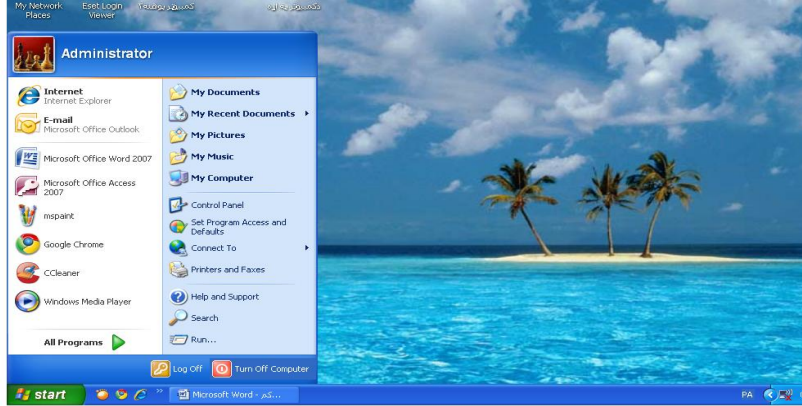 My Network
Places
Eset Login
Viewer
Administrator
Internet
Internet Explorer
E-mail
Microsoft Office Outlook
Microsoft Office Word 2007
Microsoft Office Access
2007
mspaint
Google Chrome
CCleaner
Windows Media Player
All Programs
My Documents
My Recent Documents
My Pictures
My Music
My Computer
Control Panel
Set Program Access and
Defaults
Connect To
Printers and Faxes
Help and Support
Search
Run...
Log Off
Turn Off Computer
start
Microsoft Word - کم...
PA